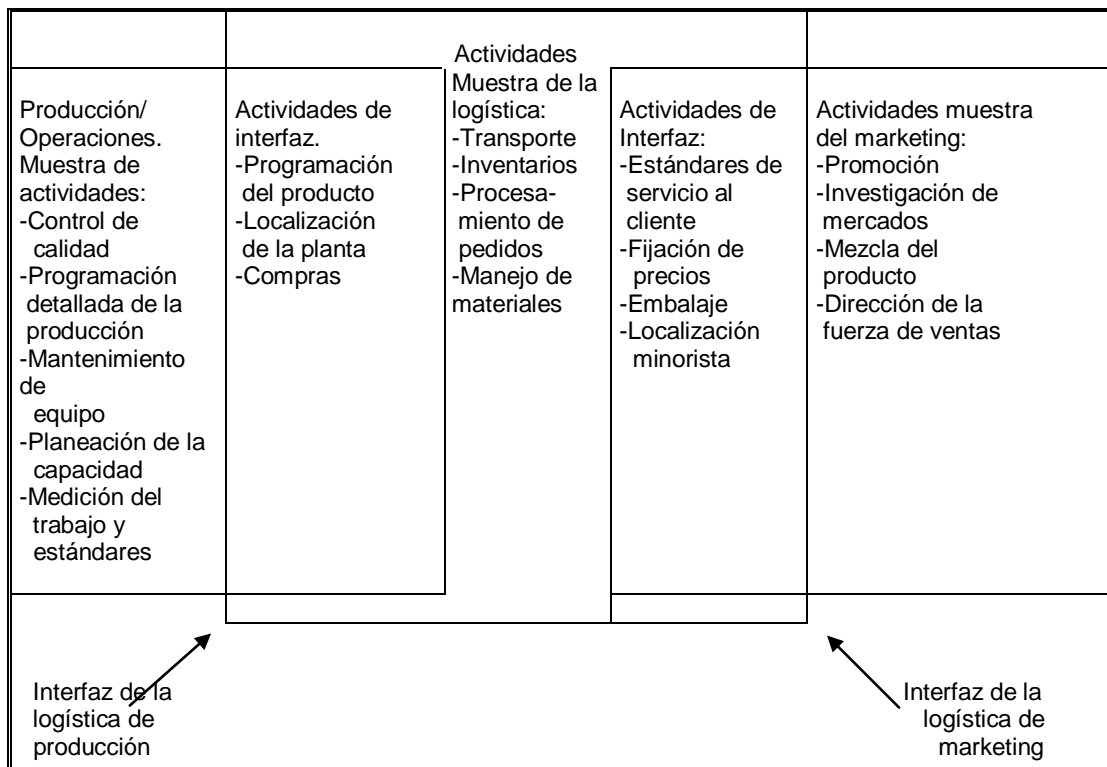 Producción/
Operaciones.
Muestra de
actividades:
-Control de
calidad
-Programación
detallada de la
producción
-Mantenimiento
de
equipo
-Planeación de la
capacidad
-Medición del
trabajo y
estándares
Actividades de
interfaz.
-Programación
del producto
-Localización
de la planta
-Compras
Actividades
Muestra de la
logística:
-Transporte
-Inventarios
-Procesa-
miento de
pedidos
-Manejo de
materiales
Actividades de
Interfaz:
-Estándares de
servicio al
cliente
-Fijación de
precios
-Embalaje
-Localización
minorista
Actividades muestra
del marketing:
-Promoción
-Investigación de
mercados
-Mezcla del
producto
-Dirección de la
fuerza de ventas
Interfaz de la
logística de
producción
Interfaz de la
logística de
marketing